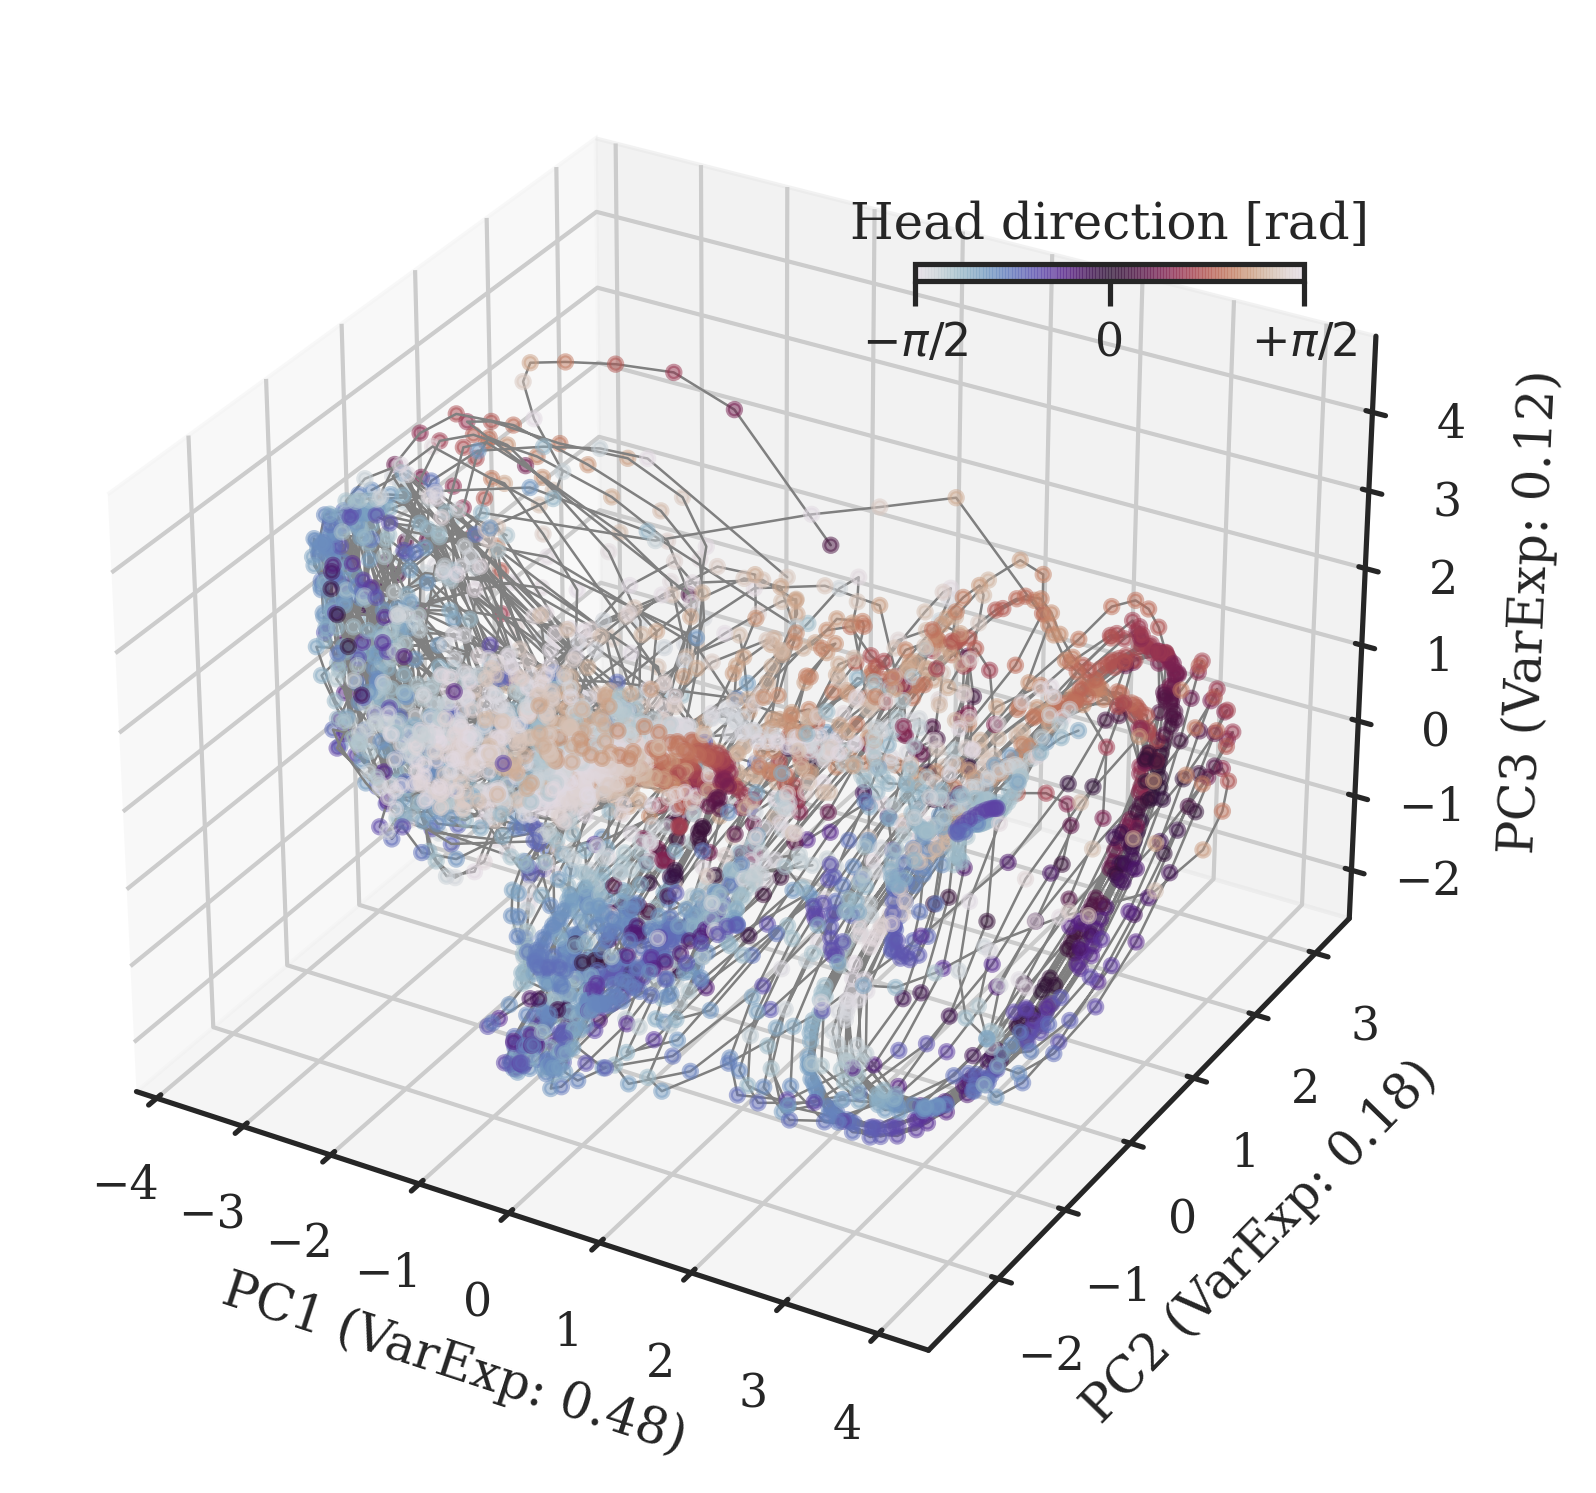 Head direction [rad]
−π/2 0 +π/2
4
3
2
1
0
−1
−2
PC3 (VarExp: 0.12)
−4 −3 −2 −1 0 1 2 3 4
PC1 (VarExp: 0.48)
−2 −1 0 1 2 3
PC2 (VarExp: 0.18)